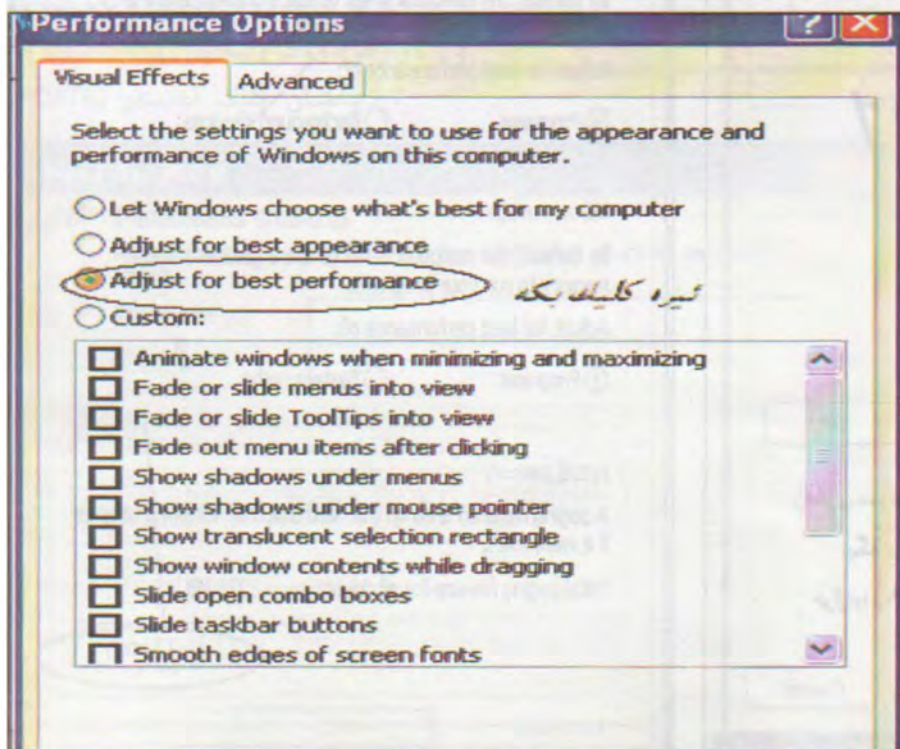 Performance Options
Visual Effects
Advanced
Select the settings you want to use for the appearance and
performance of Windows on this computer.
Let Windows choose what's best for my computer
Adjust for best appearance
Adjust for best performance ئیره کلیك بکه
Custom:
Animate windows when minimizing and maximizing
Fade or slide menus into view
Fade or slide ToolTips into view
Fade out menu items after clicking
Show shadows under menus
Show shadows under mouse pointer
Show translucent selection rectangle
Show window contents while dragging
Slide open combo boxes
Slide taskbar buttons
Smooth edges of screen fonts